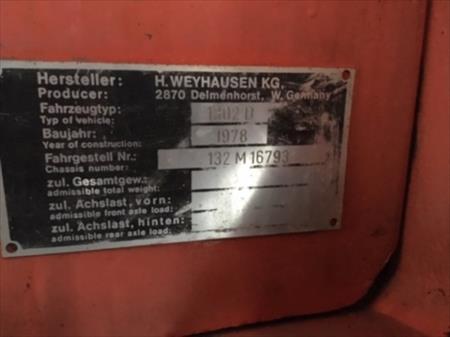 Hersteller: H. WEYHAUSEN KG.
Producer: 2870 Delmenhorst, W. Germany
Fahrzeugtyp: 1302 D
Type of vehicle:
Baujahr: 1978
Year of construction:
Fahrgestell Nr.: 132 M 16793
Chassis number:
zul. Gesamtgew.:
admissible total weight:
zul. Achslast, vorn:
admissible front axle load:
zul. Achslast, hinten:
admissible rear axle load: